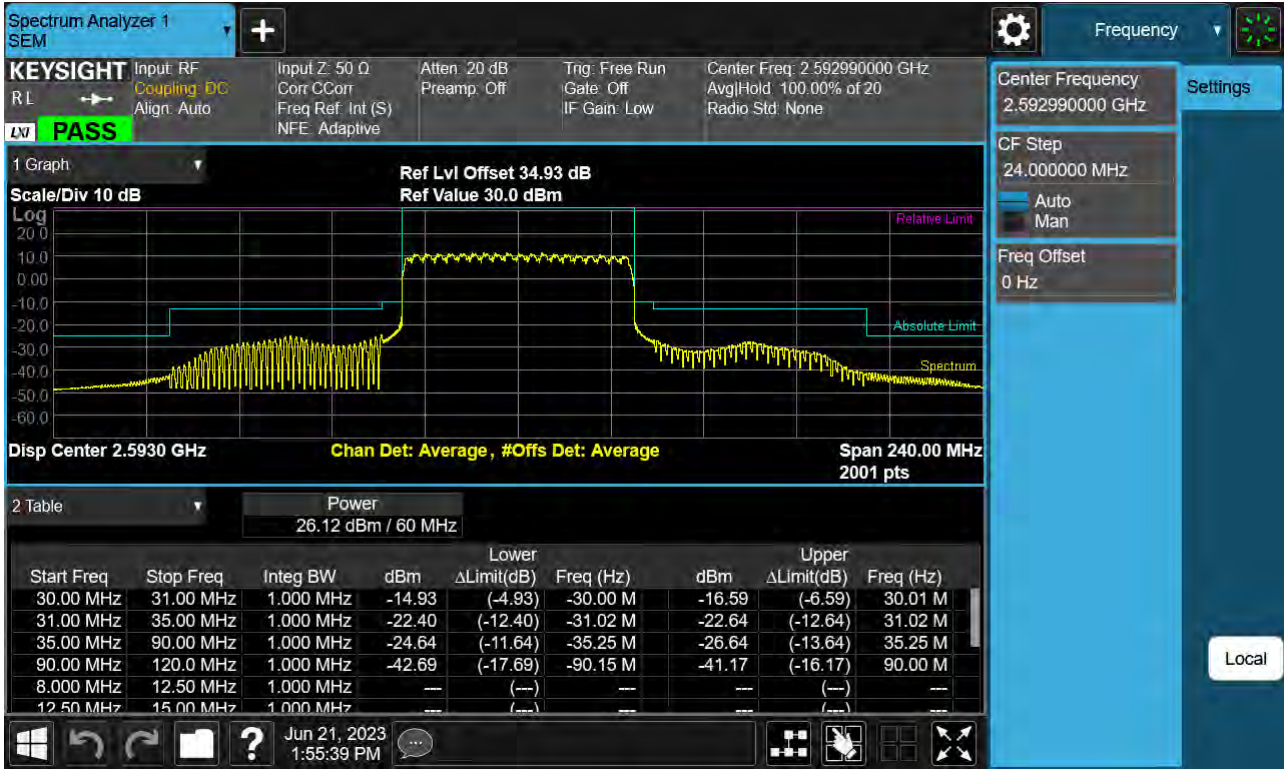 Spectrum Analyzer 1
SEM
+
Frequency
KEYSIGHT
RL
LXI
PASS
Input: RF
Coupling: DC
Align: Auto
Input Z: 50 Ω
Corr CCorr
Freq Ref: Int (S)
NFE: Adaptive
Atten: 20 dB
Preamp: Off
Trig: Free Run
Gate: Off
IF Gain: Low
Center Freq: 2.592990000 GHz
Avg|Hold: 100.00% of 20
Radio Std: None
Center Frequency
2.592990000 GHz
Settings
CF Step
24.000000 MHz
Auto
Man
Freq Offset
0 Hz
Local
1 Graph
Scale/Div 10 dB
Ref Lvl Offset 34.93 dB
Ref Value 30.0 dBm
Log
20.0
10.0
0.00
-10.0
-20.0
-30.0
-40.0
-50.0
-60.0
Relative Limit
Absolute Limit
Spectrum
Disp Center 2.5930 GHz
Chan Det: Average, #Offs Det: Average
Span 240.00 MHz
2001 pts
2 Table
Power
26.12 dBm / 60 MHz
Lower Upper
Start Freq Stop Freq Integ BW dBm ΔLimit(dB) Freq (Hz) dBm ΔLimit(dB) Freq (Hz)
30.00 MHz 31.00 MHz 1.000 MHz -14.93 (-4.93) -30.00 M -16.59 (-6.59) 30.01 M
31.00 MHz 35.00 MHz 1.000 MHz -22.40 (-12.40) -31.02 M -22.64 (-12.64) 31.02 M
35.00 MHz 90.00 MHz 1.000 MHz -24.64 (-11.64) -35.25 M -26.64 (-13.64) 35.25 M
90.00 MHz 120.0 MHz 1.000 MHz -42.69 (-17.69) -90.15 M -41.17 (-16.17) 90.00 M
8.000 MHz 12.50 MHz 1.000 MHz --- (---) --- --- (---) ---
12.50 MHz 15.00 MHz 1.000 MHz --- (---) --- --- (---) ---
?
Jun 21, 2023
1:55:39 PM